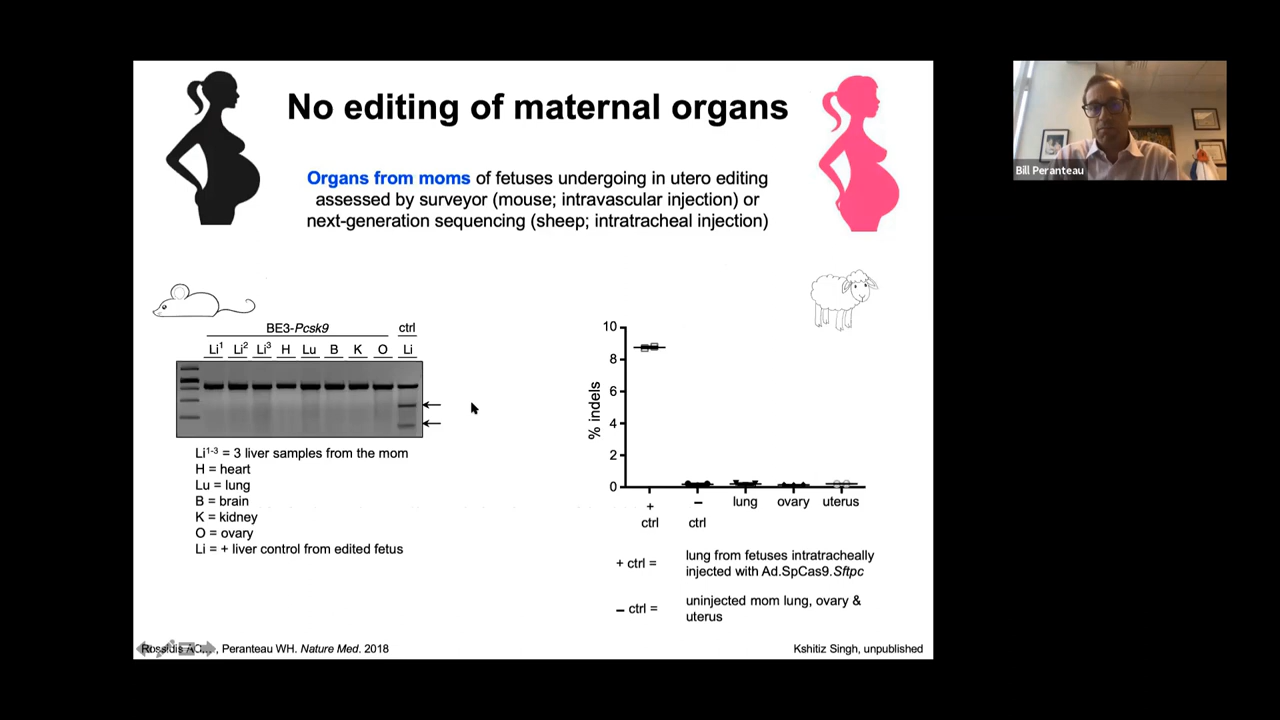 No editing of maternal organs
Organs from moms of fetuses undergoing in utero editing
assessed by surveyor (mouse; intravascular injection) or
next-generation sequencing (sheep; intratracheal injection)
Bill Peranteau
BE3-Pcsk9
ctrl
Li¹ Li² Li³ H Lu B K O Li
Li¹⁻³ = 3 liver samples from the mom
H = heart
Lu = lung
B = brain
K = kidney
O = ovary
Li = + liver control from edited fetus
% indels
10
8
6
4
2
0
+ ctrl
– ctrl
lung
ovary
uterus
+ ctrl = lung from fetuses intratracheally
injected with Ad.SpCas9.Sftpc
– ctrl = uninjected mom lung, ovary &
uterus
Rossidis , Peranteau WH. Nature Med. 2018
Kshitiz Singh, unpublished